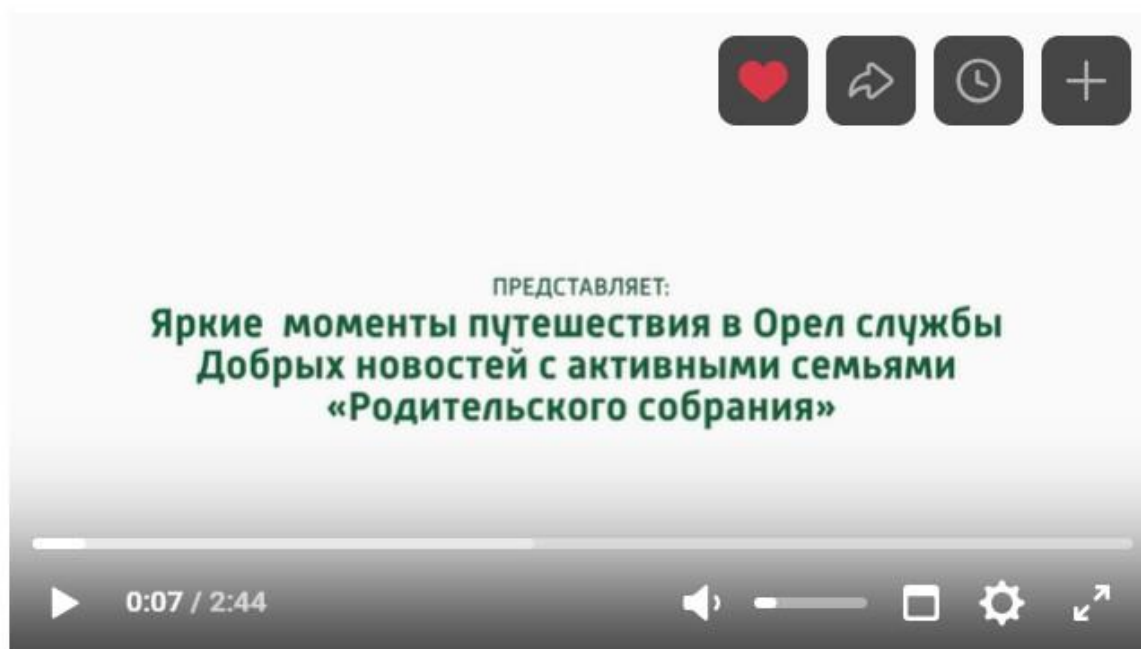 ПРЕДСТАВЛЯЕТ:
Яркие моменты путешествия в Орел службы
Добрых новостей с активными семьями
«Родительского собрания»
0:07 / 2:44